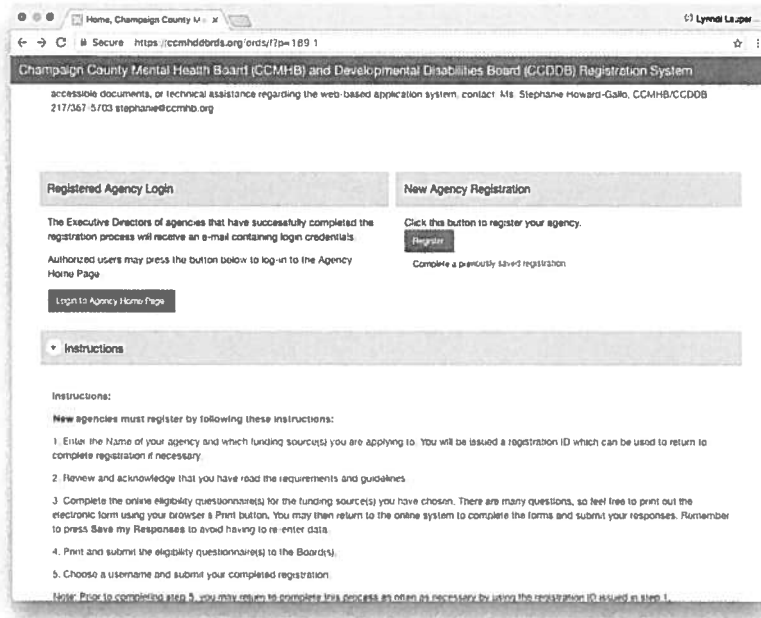 Home, Champaign County M
Lynndi Lauper
Secure https://ccmhddbrds.org/ords/f?p=189:1
Champaign County Mental Health Board (CCMHB) and Developmental Disabilities Board (CCDDB) Registration System
accessible documents, or technical assistance regarding the web-based application system, contact: Ms. Stephanie Howard-Gallo, CCMHB/CCDDB
217/367-5703 stephanie@ccmhb.org
Registered Agency Login
The Executive Directors of agencies that have successfully completed the
registration process will receive an e-mail containing login credentials.
Authorized users may press the button below to log-in to the Agency
Home Page
Login to Agency Home Page
New Agency Registration
Click this button to register your agency.
Register
Complete a previously saved registration
Instructions
Instructions:
New agencies must register by following these instructions:
1. Enter the Name of your agency and which funding source(s) you are applying to. You will be issued a registration ID which can be used to return to
complete registration if necessary.
2. Review and acknowledge that you have read the requirements and guidelines
3. Complete the online eligibility questionnaire(s) for the funding source(s) you have chosen. There are many questions, so feel free to print out the
electronic form using your browser's Print button. You may then return to the online system to complete the forms and submit your responses. Remember
to press Save my Responses to avoid having to re-enter data.
4. Print and submit the eligibility questionnaire(s) to the Board(s).
5. Choose a username and submit your completed registration.
Note: Prior to completing step 5, you may return to complete this process as often as necessary by using the registration ID issued in step 1.